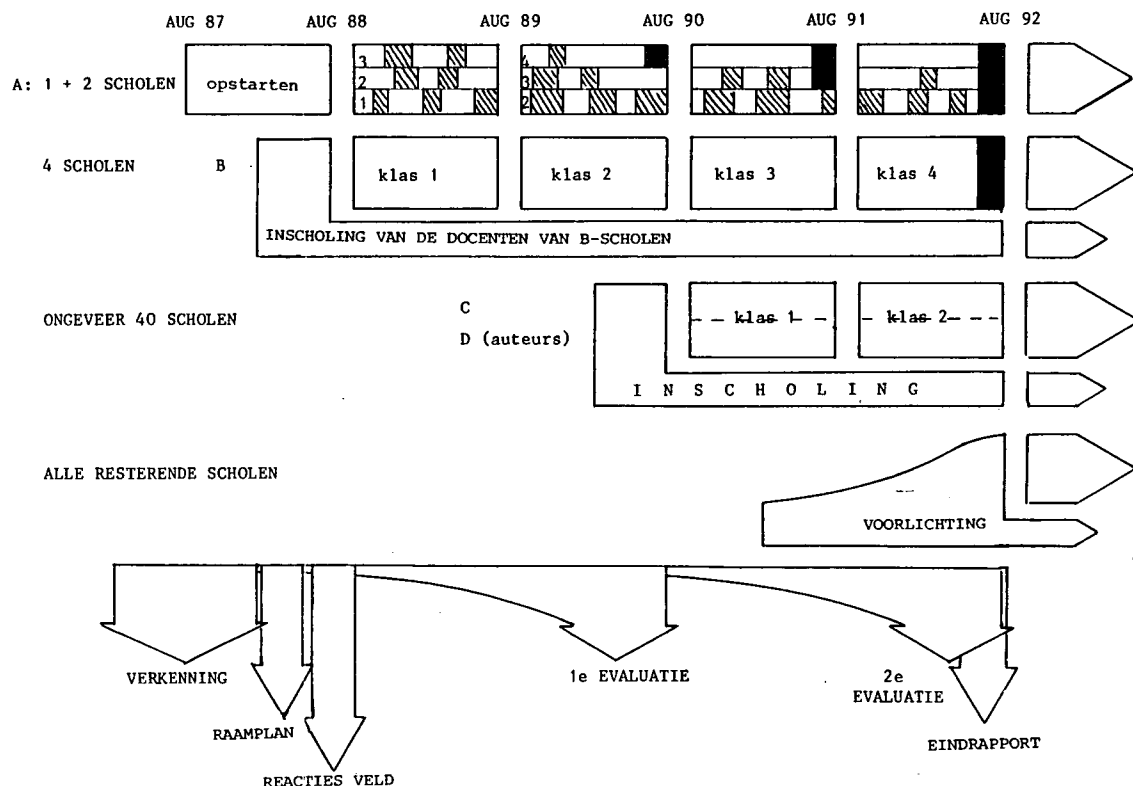 AUG 87 AUG 88 AUG 89 AUG 90 AUG 91 AUG 92
A: 1 + 2 SCHOLEN
opstarten
3
2
1
4
3
2
1
4 SCHOLEN B
klas 1 klas 2 klas 3 klas 4
INSCHOLING VAN DE DOCENTEN VAN B-SCHOLEN
ONGEVEER 40 SCHOLEN
C
D (auteurs)
klas 1 klas 2
INSCHOLING
ALLE RESTERENDE SCHOLEN
VOORLICHTING
VERKENNING
RAAMPLAN
REACTIES VELD
1e EVALUATIE
2e
EVALUATIE
EINDRAPPORT